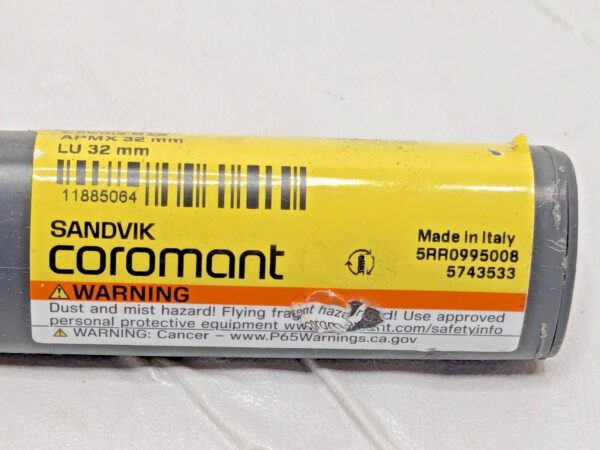 APMX 32 mm
LU 32 mm
11885064
SANDVIK
coromant
Made in Italy
5RR0995008
5743533
⚠WARNING
Dust and mist hazard! Flying fragment hazard! Use approved
personal protective equipment www.coromant.com/safetyinfo
⚠ WARNING: Cancer – www.P65Warnings.ca.gov